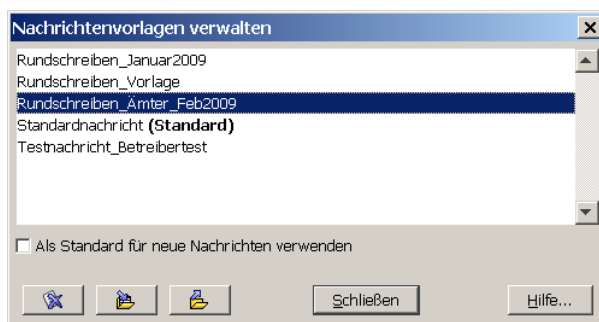 Nachrichtenvorlagen verwalten
Rundschreiben_Januar2009
Rundschreiben_Vorlage
Rundschreiben_Ämter_Feb2009
Standardnachricht (Standard)
Testnachricht_Betreibertest
Als Standard für neue Nachrichten verwenden
Schließen
Hilfe...